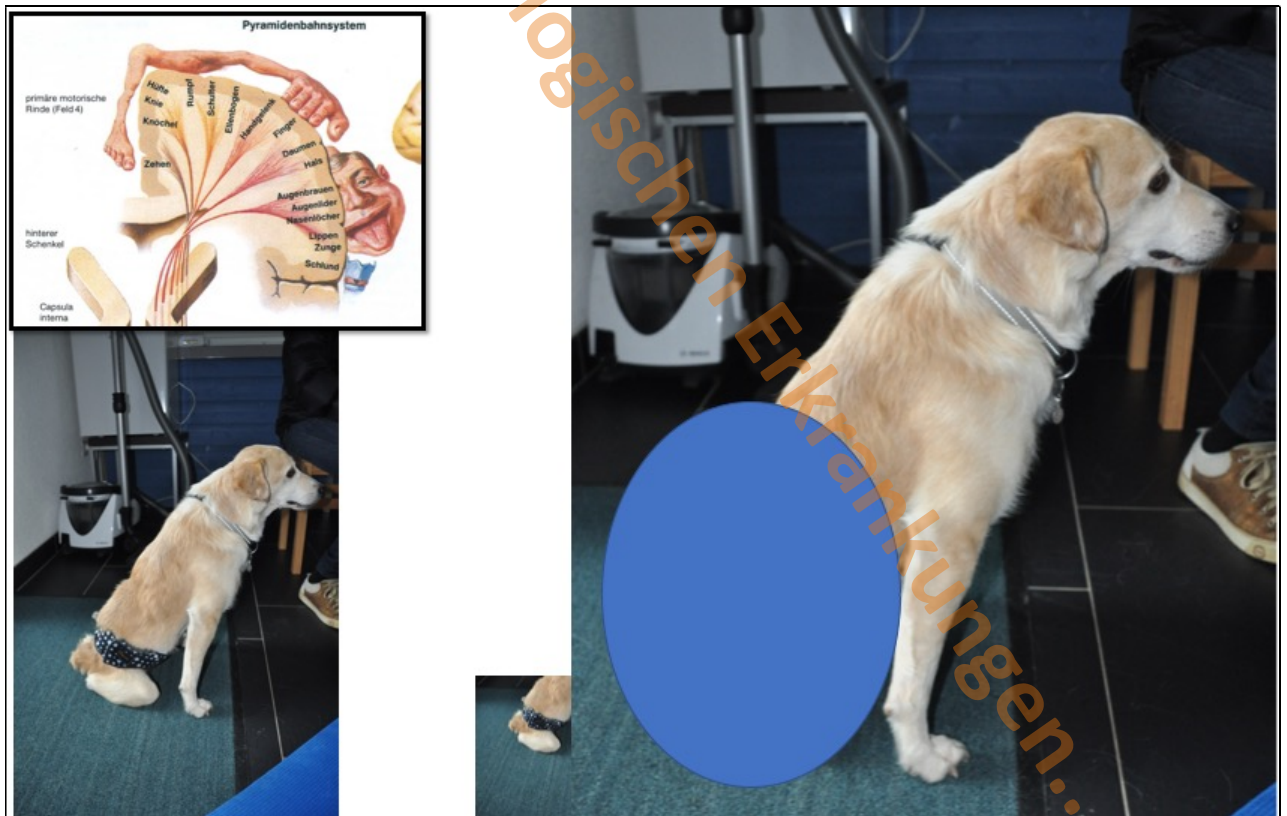 Pyramidenbahnsystem
primäre motorische
Rinde (Feld 4)
Hüfte
Knie
Knöchel
Zehen
Rumpf
Schulter
Ellenbogen
Handgelenk
Finger
Daumen
Hals
Augenbrauen
Augenlider
Nasenlöcher
Lippen
Zunge
Schlund
hinterer
Schenkel
Capsula
interna
logischen Erkrankungen...